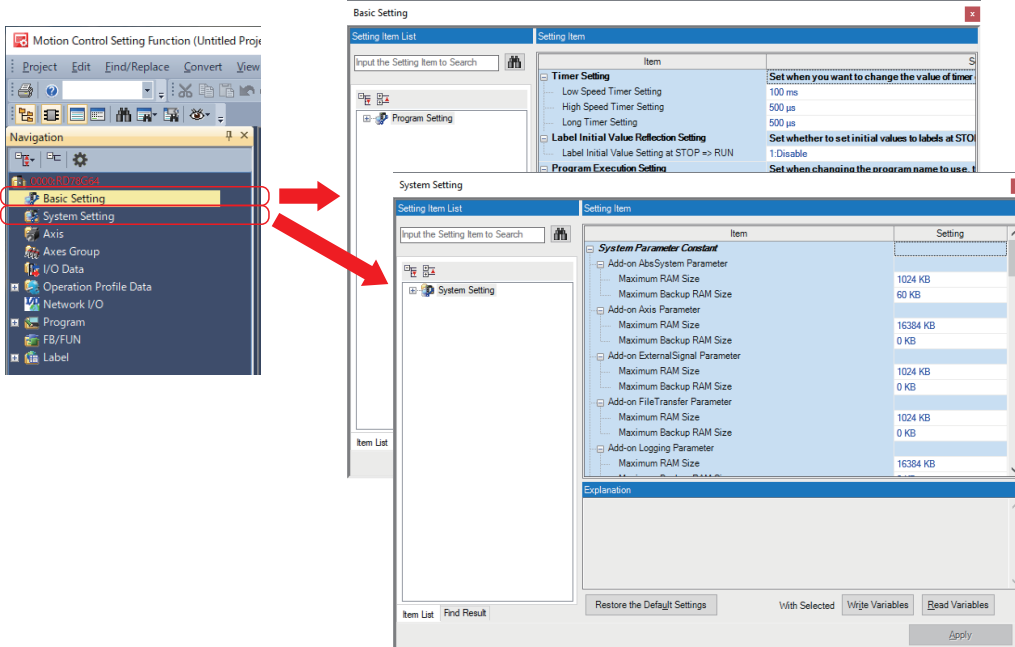 Motion Control Setting Function (Untitled Proje
Project Edit Find/Replace Convert View
Navigation
0000:RD78G64
Basic Setting
System Setting
Axis
Axes Group
I/O Data
Operation Profile Data
Network I/O
Program
FB/FUN
Label
Basic Setting
Setting Item List
Setting Item
Input the Setting Item to Search
Program Setting
Item List
Item S
Timer Setting Set when you want to change the value of timer
Low Speed Timer Setting 100 ms
High Speed Timer Setting 500 µs
Long Timer Setting 500 µs
Label Initial Value Reflection Setting Set whether to set initial values to labels at STO
Label Initial Value Setting at STOP => RUN 1:Disable
Program Execution Setting Set when changing the program name to use, t
System Setting
Setting Item List
Setting Item
Input the Setting Item to Search
System Setting
Item List Find Result
Item Setting
System Parameter Constant
Add-on AbsSystem Parameter
Maximum RAM Size 1024 KB
Maximum Backup RAM Size 60 KB
Add-on Axis Parameter
Maximum RAM Size 16384 KB
Maximum Backup RAM Size 0 KB
Add-on ExternalSignal Parameter
Maximum RAM Size 1024 KB
Maximum Backup RAM Size 0 KB
Add-on FileTransfer Parameter
Maximum RAM Size 1024 KB
Maximum Backup RAM Size 0 KB
Add-on Logging Parameter
Maximum RAM Size 16384 KB
Explanation
Restore the Default Settings With Selected Write Variables Read Variables
Apply